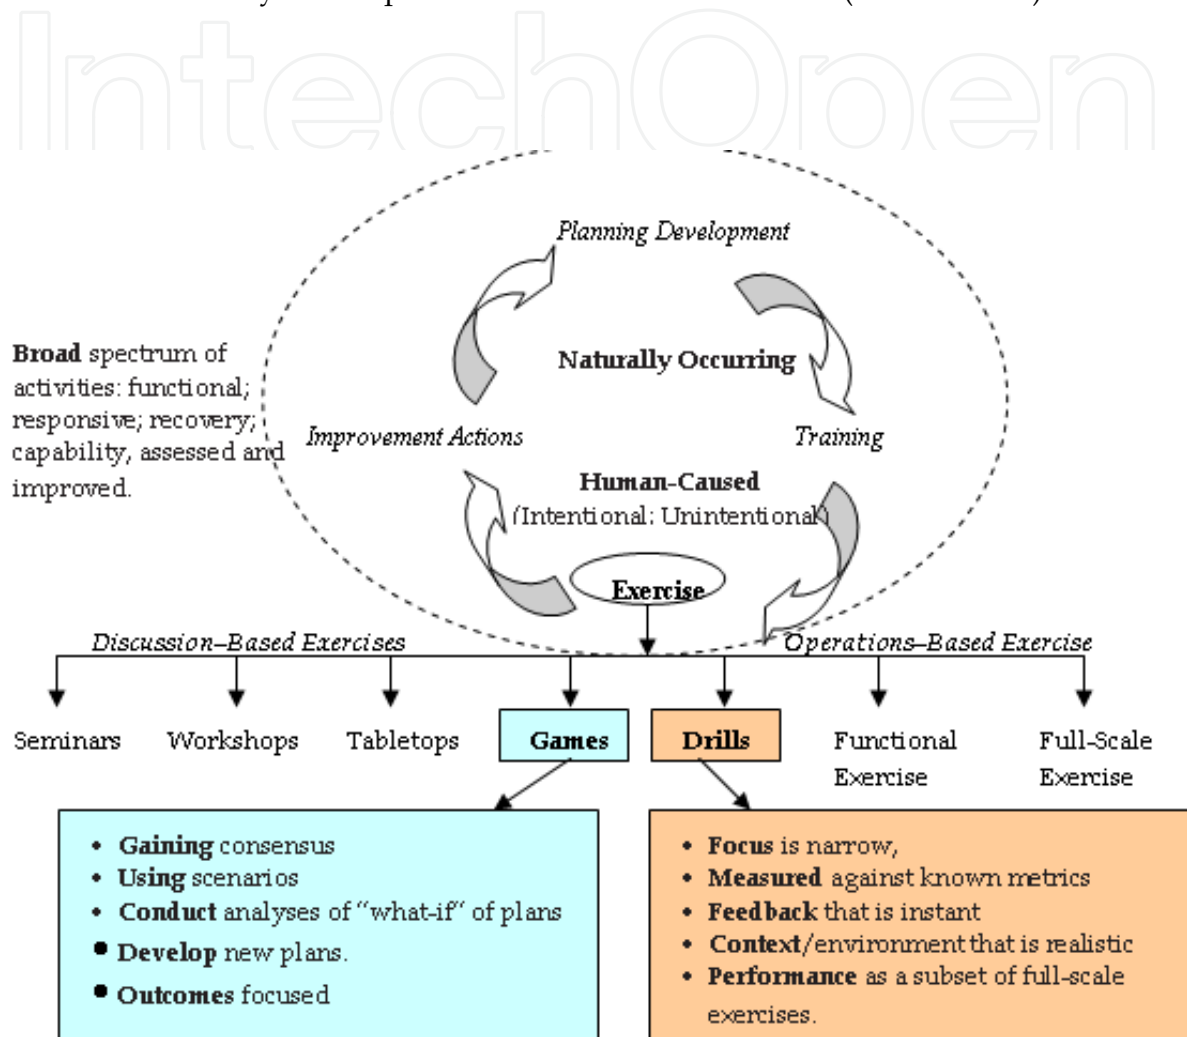 IntechOpen
Planning Development
Naturally Occurring
Broad spectrum of
activities: functional;
responsive; recovery;
capability, assessed and
improved.
Improvement Actions
Training
Human-Caused
(Intentional; Unintentional)
Exercise
Discussion–Based Exercises
Operations–Based Exercise
Seminars
Workshops
Tabletops
Games
Drills
Functional
Exercise
Full-Scale
Exercise
• Gaining consensus
• Using scenarios
• Conduct analyses of “what-if” of plans
• Develop new plans.
• Outcomes focused
• Focus is narrow,
• Measured against known metrics
• Feedback that is instant
• Context/environment that is realistic
• Performance as a subset of full-scale
exercises.